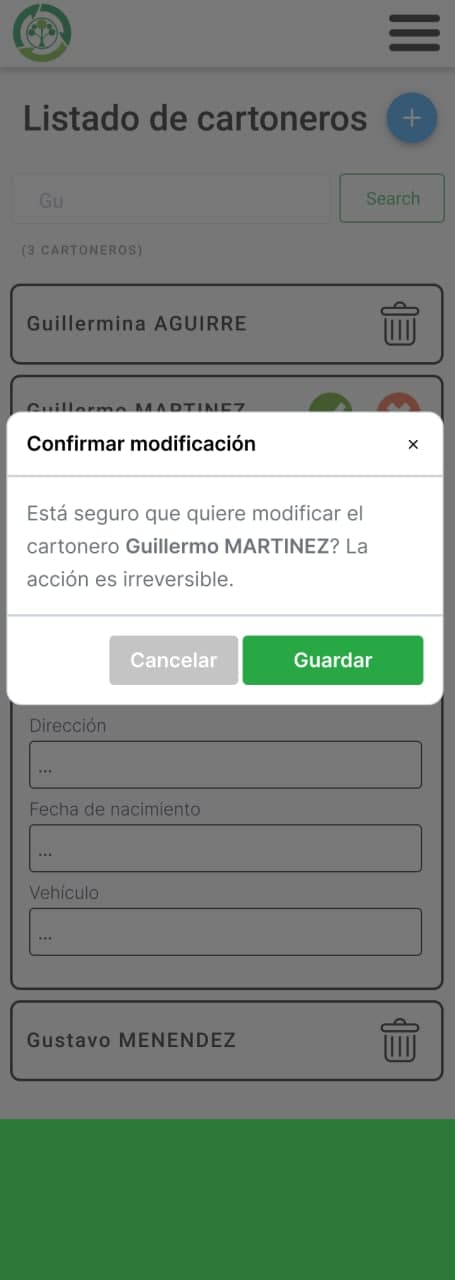 Listado de cartoneros
+
Gu
Search
(3 CARTONEROS)
Guillermina AGUIRRE
Guillermo MARTINEZ
Confirmar modificación
×
Está seguro que quiere modificar el
cartonero Guillermo MARTINEZ? La
acción es irreversible.
Cancelar
Guardar
Dirección
...
Fecha de nacimiento
...
Vehículo
...
Gustavo MENENDEZ